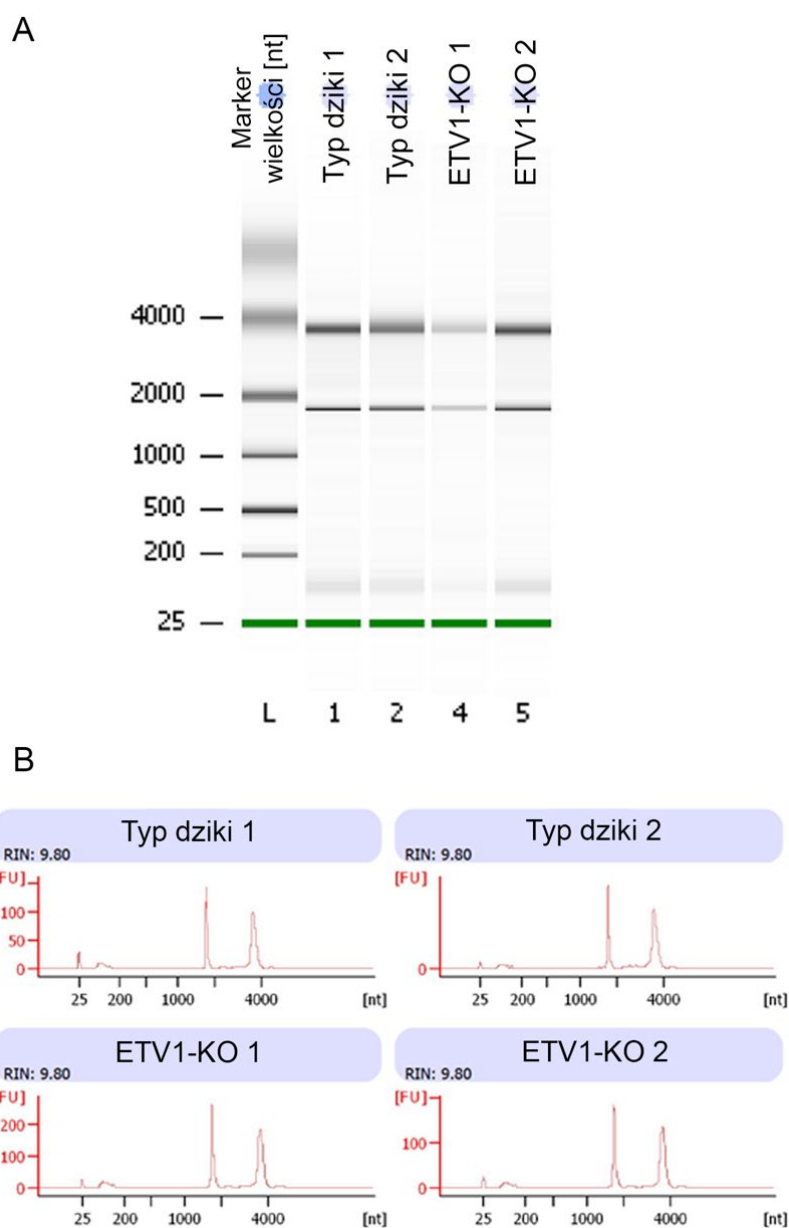 A
Marker
wielkości [nt]
Typ dziki 1
Typ dziki 2
ETV1-KO 1
ETV1-KO 2
4000
2000
1000
500
200
25
L 1 2 4 5
B
Typ dziki 1
RIN: 9.80
[FU]
100
50
0
25 200 1000 4000 [nt]
Typ dziki 2
RIN: 9.80
[FU]
0
25 200 1000 4000 [nt]
ETV1-KO 1
RIN: 9.80
[FU]
200
100
0
25 200 1000 4000 [nt]
ETV1-KO 2
RIN: 9.80
[FU]
100
0
25 200 1000 4000 [nt]